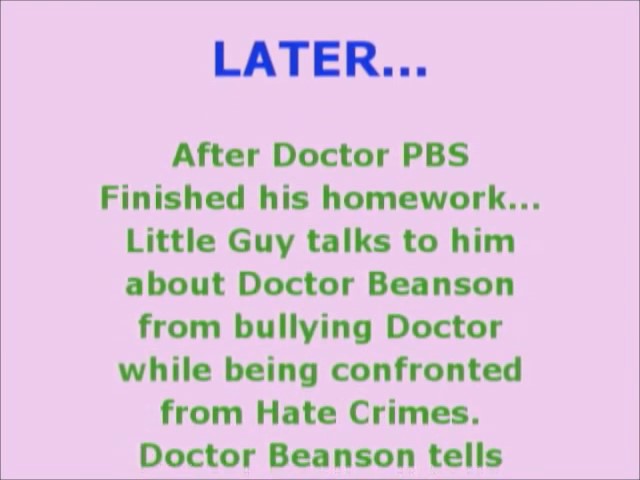 LATER...
After Doctor PBS
Finished his homework...
Little Guy talks to him
about Doctor Beanson
from bullying Doctor
while being confronted
from Hate Crimes.
Doctor Beanson tells